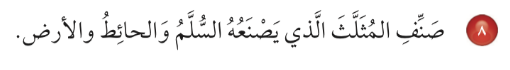 ٨ صَنِّفِ المُثَلَّثَ الَّذي يَصْنَعُهُ السُّلَّمُ وَالحائِطُ والأرض.